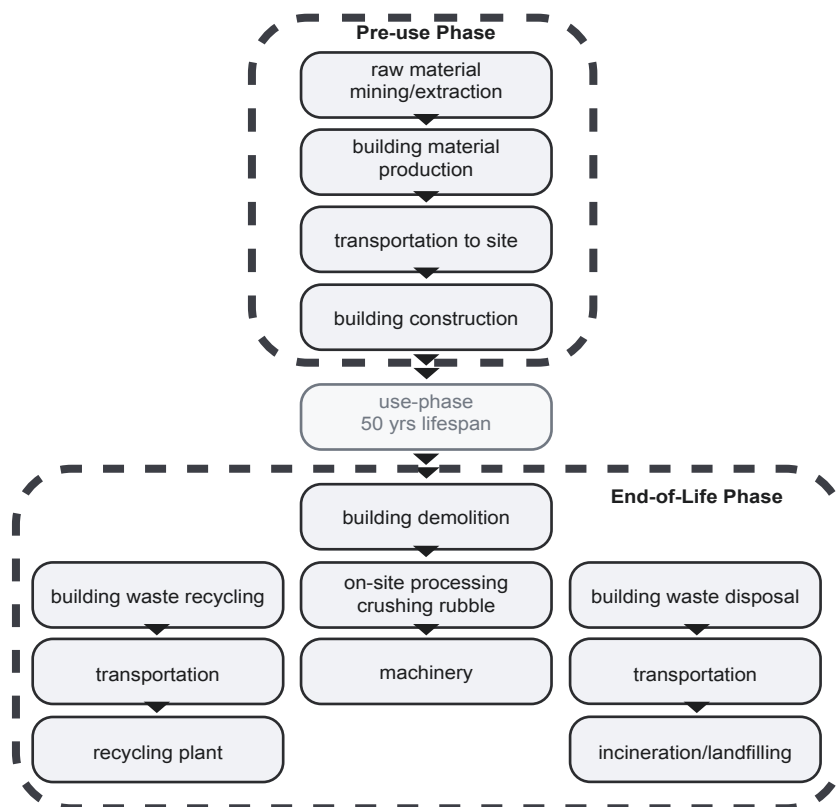 Pre-use Phase
raw material
mining/extraction
building material
production
transportation to site
building construction
use-phase
50 yrs lifespan
End-of-Life Phase
building demolition
building waste recycling
on-site processing
crushing rubble
building waste disposal
transportation
machinery
transportation
recycling plant
incineration/landfilling